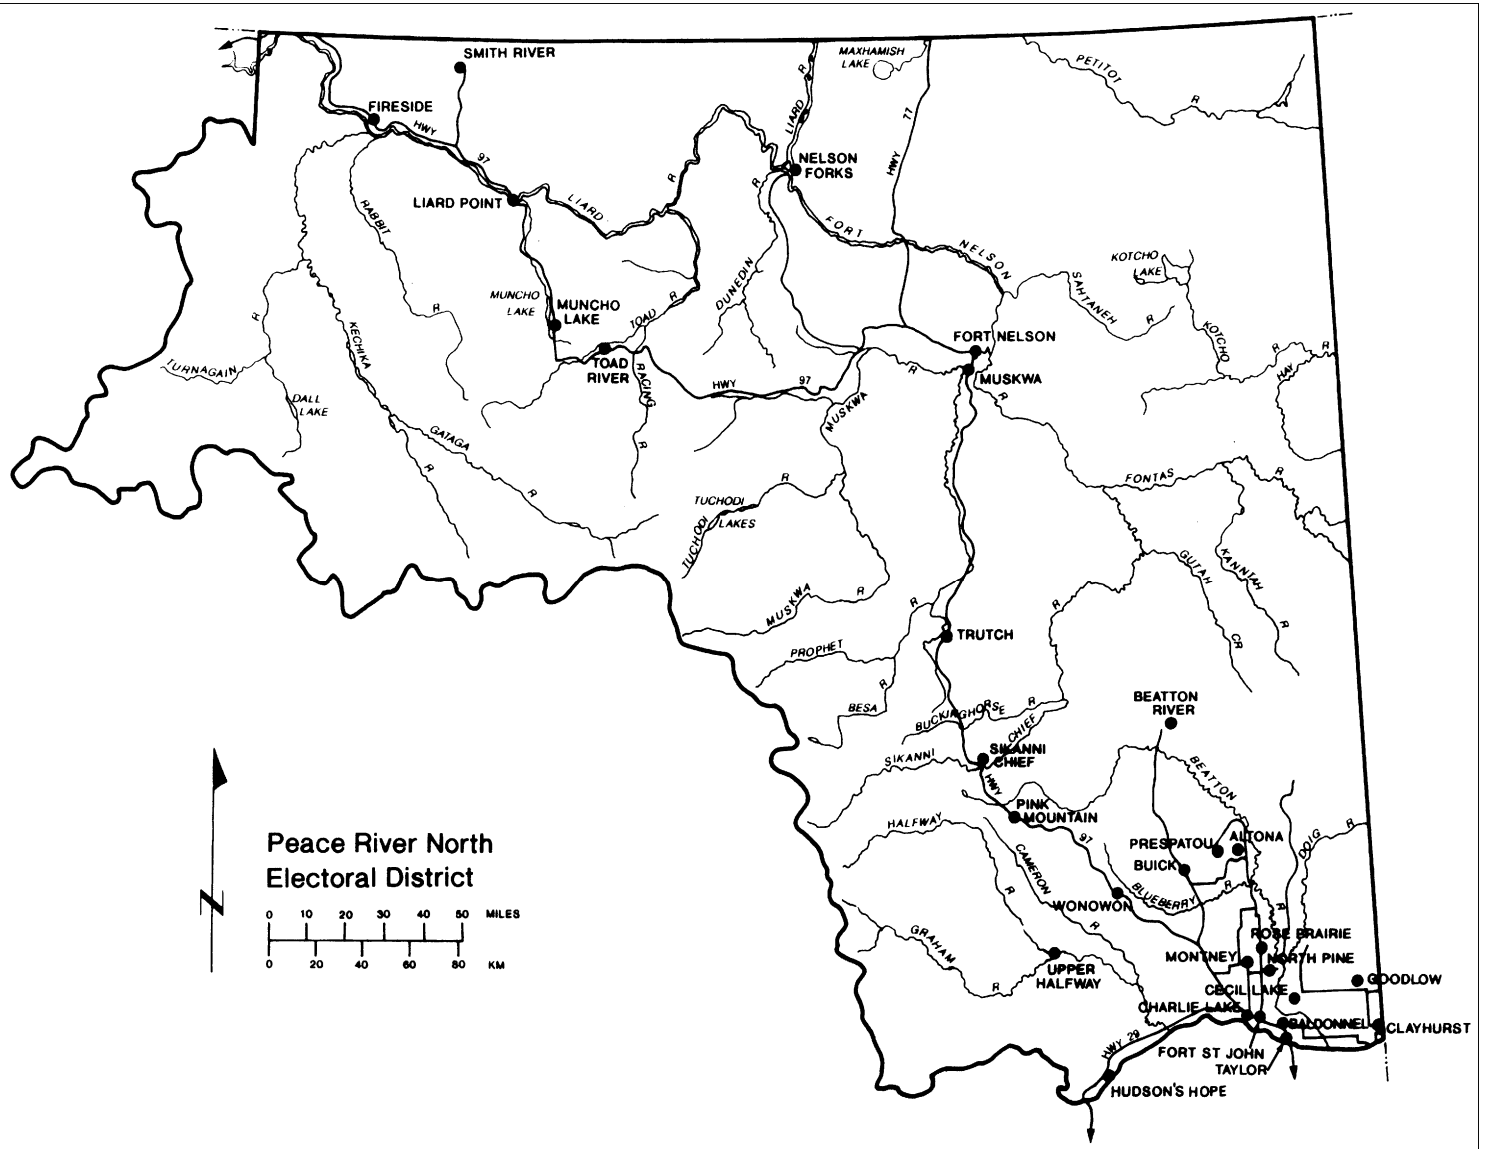 SMITH RIVER
MAXHAMISH
LAKE
PETITOT
R
FIRESIDE
HWY
97
LIARD
R
HWY
77
NELSON
FORKS
LIARD POINT
LIARD
R
RABBIT
R
FORT
NELSON
R
DUNEDIN
KOTCHO
LAKE
SAHTANEH
R
KOTCHO
MUNCHO
LAKE
MUNCHO
LAKE
TOAD
R
TOAD
RIVER
RACING
R
R
TURNAGAIN
KECHIKA
R
DALL
LAKE
GATAGA
R
FORT NELSON
MUSKWA
R
R
HAY
R
R
HWY
97
MUSKWA
R
FONTAS
R
TUCHODI
LAKES
R
TUCHODI
MUSKWA
R
R
GUTAH
CR
KANNTAH
R
R
TRUTCH
PROPHET
R
BESA
BUCKINGHORSE
R
BEATTON
RIVER
SIKANNI
CHIEF
R
SIKANNI
CHIEF
HWY
BEATTON
PINK
MOUNTAIN
97
Peace River North
Electoral District
0 10 20 30 40 50 MILES
0 20 40 60 80 KM
HALFWAY
R
CAMERON
R
PRESPATOU
ALTONA
DOIG
R
BUICK
BLUEBERRY
R
R
WONOWON
GRAHAM
R
UPPER
HALFWAY
ROSE PRAIRIE
MONTNEY
NORTH PINE
GOODLOW
CECIL LAKE
CHARLIE LAKE
BALDONNEL
CLAYHURST
HWY 29
FORT ST JOHN
TAYLOR
HUDSON'S HOPE